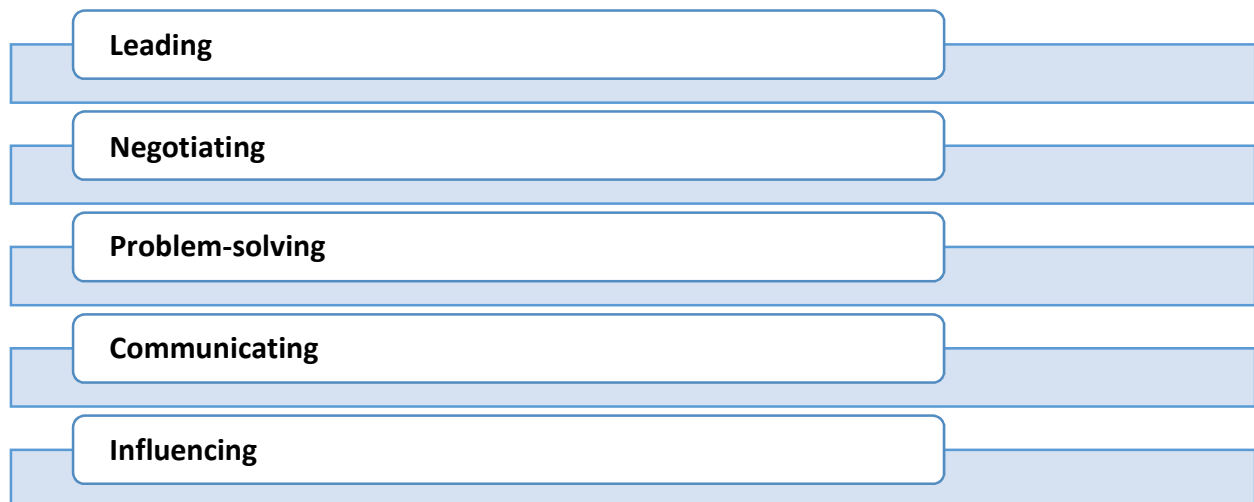 Leading
Negotiating
Problem-solving
Communicating
Influencing